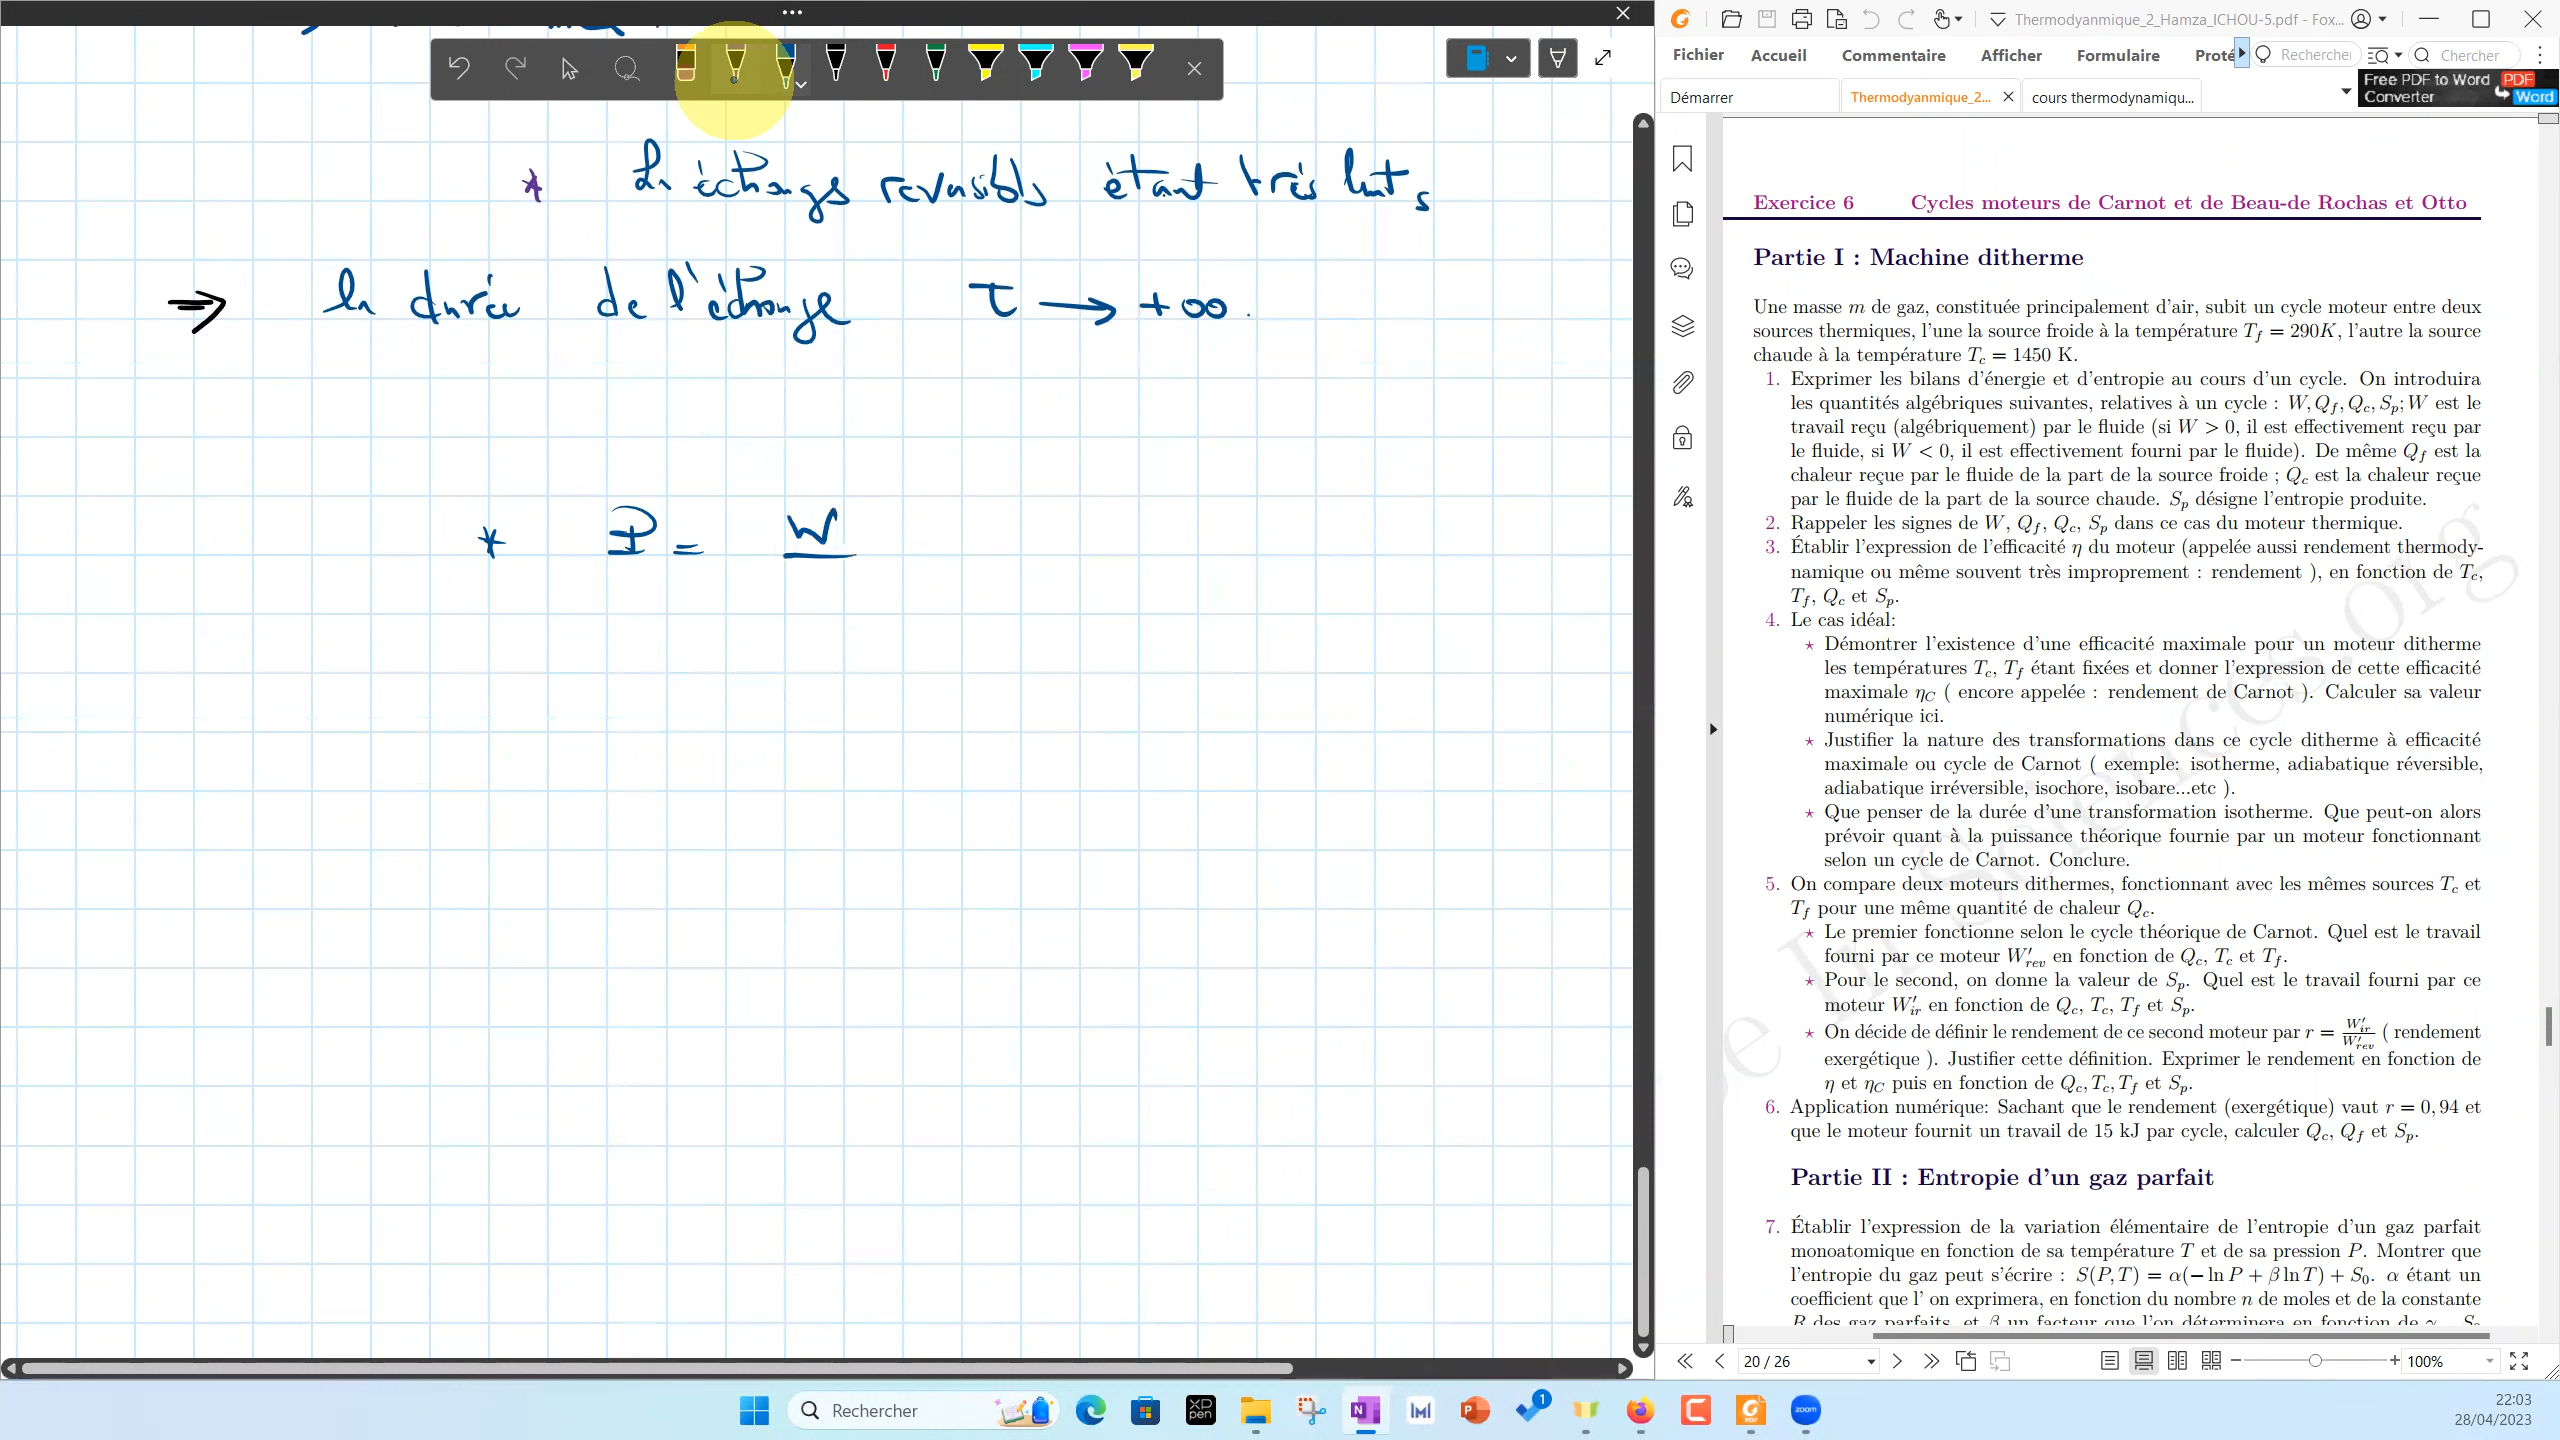 Les échanges reversibls étant très lents
⇒ la durée de l'échange τ → +∞.
* P = W
Thermodyanmique_2_Hamza_ICHOU-5.pdf - Fox...
Fichier Accueil Commentaire Afficher Formulaire Proté Rechercher Chercher
Démarrer Thermodyanmique_2... cours thermodynamiqu...
Free PDF to Word Converter PDF Word
Exercice 6 Cycles moteurs de Carnot et de Beau-de Rochas et Otto
Partie I : Machine ditherme
Une masse m de gaz, constituée principalement d'air, subit un cycle moteur entre deux
sources thermiques, l'une la source froide à la température T_f = 290K, l'autre la source
chaude à la température T_c = 1450 K.
1. Exprimer les bilans d'énergie et d'entropie au cours d'un cycle. On introduira
les quantités algébriques suivantes, relatives à un cycle : W, Q_f, Q_c, S_p; W est le
travail reçu (algébriquement) par le fluide (si W > 0, il est effectivement reçu par
le fluide, si W < 0, il est effectivement fourni par le fluide). De même Q_f est la
chaleur reçue par le fluide de la part de la source froide ; Q_c est la chaleur reçue
par le fluide de la part de la source chaude. S_p désigne l'entropie produite.
2. Rappeler les signes de W, Q_f, Q_c, S_p dans ce cas du moteur thermique.
3. Établir l'expression de l'efficacité η du moteur (appelée aussi rendement thermody-
namique ou même souvent très improprement : rendement ), en fonction de T_c,
T_f, Q_c et S_p.
4. Le cas idéal:
⋆ Démontrer l'existence d'une efficacité maximale pour un moteur ditherme
les températures T_c, T_f étant fixées et donner l'expression de cette efficacité
maximale η_C ( encore appelée : rendement de Carnot ). Calculer sa valeur
numérique ici.
⋆ Justifier la nature des transformations dans ce cycle ditherme à efficacité
maximale ou cycle de Carnot ( exemple: isotherme, adiabatique réversible,
adiabatique irréversible, isochore, isobare...etc ).
⋆ Que penser de la durée d'une transformation isotherme. Que peut-on alors
prévoir quant à la puissance théorique fournie par un moteur fonctionnant
selon un cycle de Carnot. Conclure.
5. On compare deux moteurs dithermes, fonctionnant avec les mêmes sources T_c et
T_f pour une même quantité de chaleur Q_c.
⋆ Le premier fonctionne selon le cycle théorique de Carnot. Quel est le travail
fourni par ce moteur W'_rev en fonction de Q_c, T_c et T_f.
⋆ Pour le second, on donne la valeur de S_p. Quel est le travail fourni par ce
moteur W'_ir en fonction de Q_c, T_c, T_f et S_p.
⋆ On décide de définir le rendement de ce second moteur par r = W'_ir/W'_rev ( rendement
exergétique ). Justifier cette définition. Exprimer le rendement en fonction de
η et η_C puis en fonction de Q_c, T_c, T_f et S_p.
6. Application numérique: Sachant que le rendement (exergétique) vaut r = 0, 94 et
que le moteur fournit un travail de 15 kJ par cycle, calculer Q_c, Q_f et S_p.
Partie II : Entropie d'un gaz parfait
7. Établir l'expression de la variation élémentaire de l'entropie d'un gaz parfait
monoatomique en fonction de sa température T et de sa pression P. Montrer que
l'entropie du gaz peut s'écrire : S(P,T) = α(− ln P + β ln T) + S_0. α étant un
coefficient que l' on exprimera, en fonction du nombre n de moles et de la constante
R des gaz parfaits, et β un facteur que l'on déterminera en fonction de γ
20 / 26 100%
Rechercher
22:03
28/04/2023